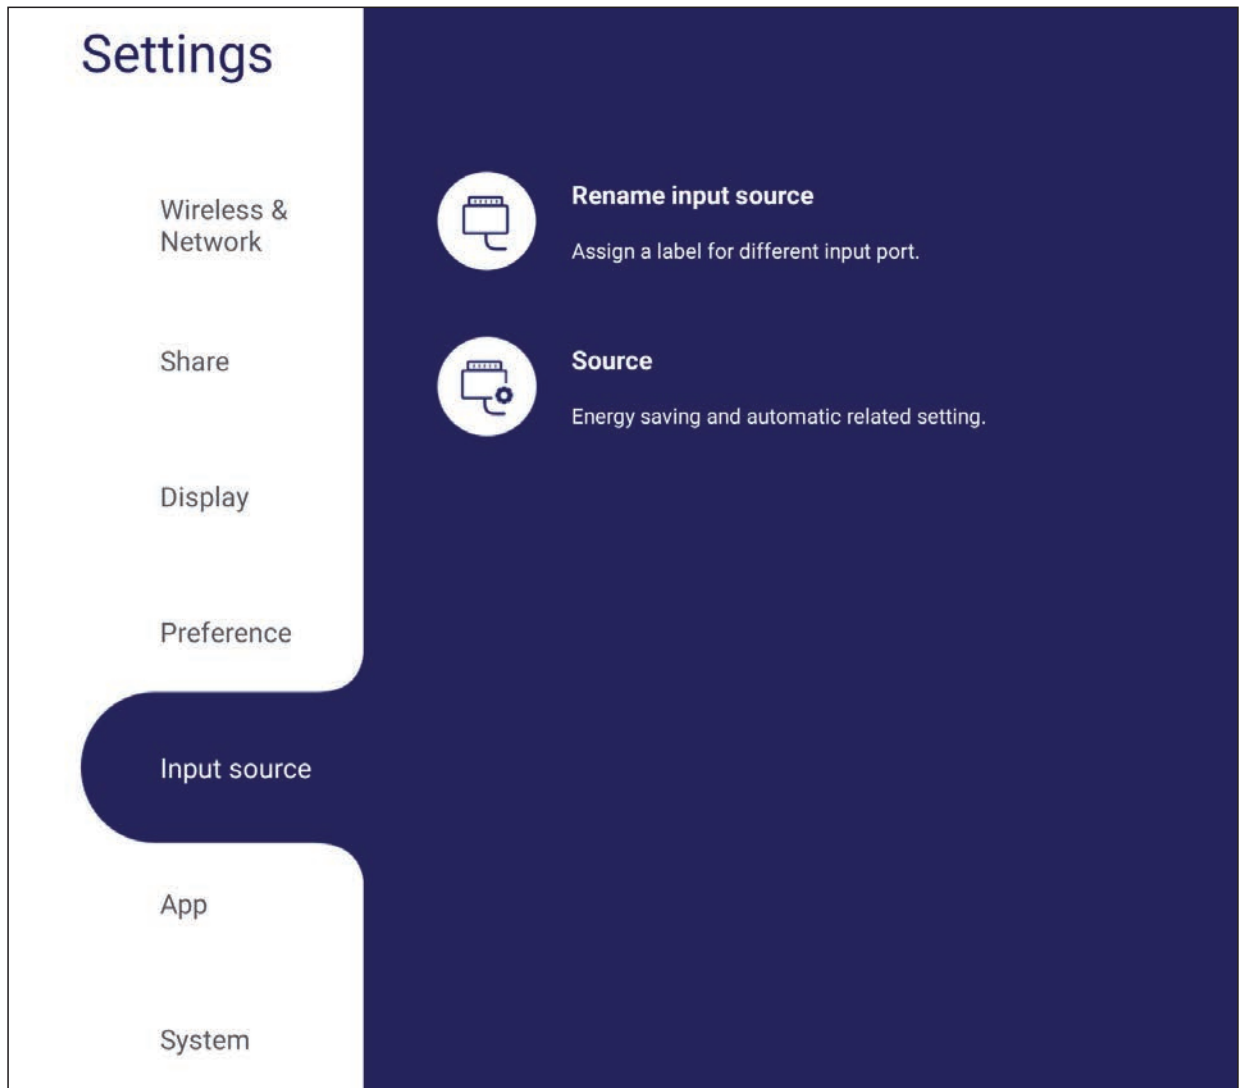 Settings
Wireless &
Network
Share
Display
Preference
Input source
App
System
Rename input source
Assign a label for different input port.
Source
Energy saving and automatic related setting.